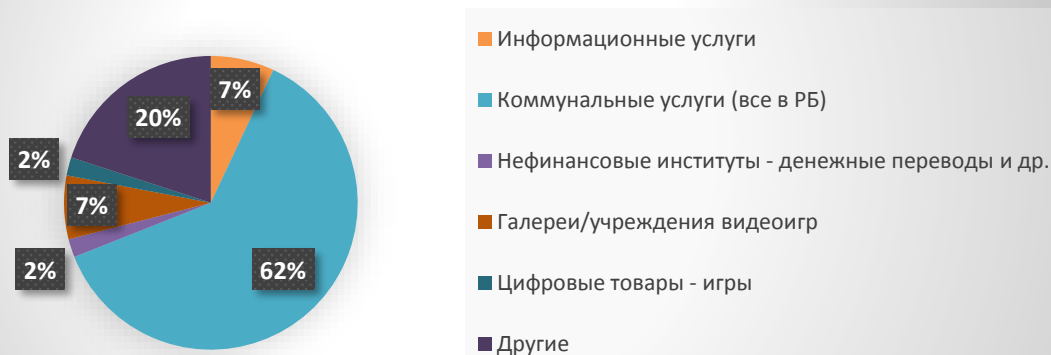 7%
20%
2%
7%
2%
62%
Информационные услуги
Коммунальные услуги (все в РБ)
Нефинансовые институты - денежные переводы и др.
Галереи/учреждения видеоигр
Цифровые товары - игры
Другие